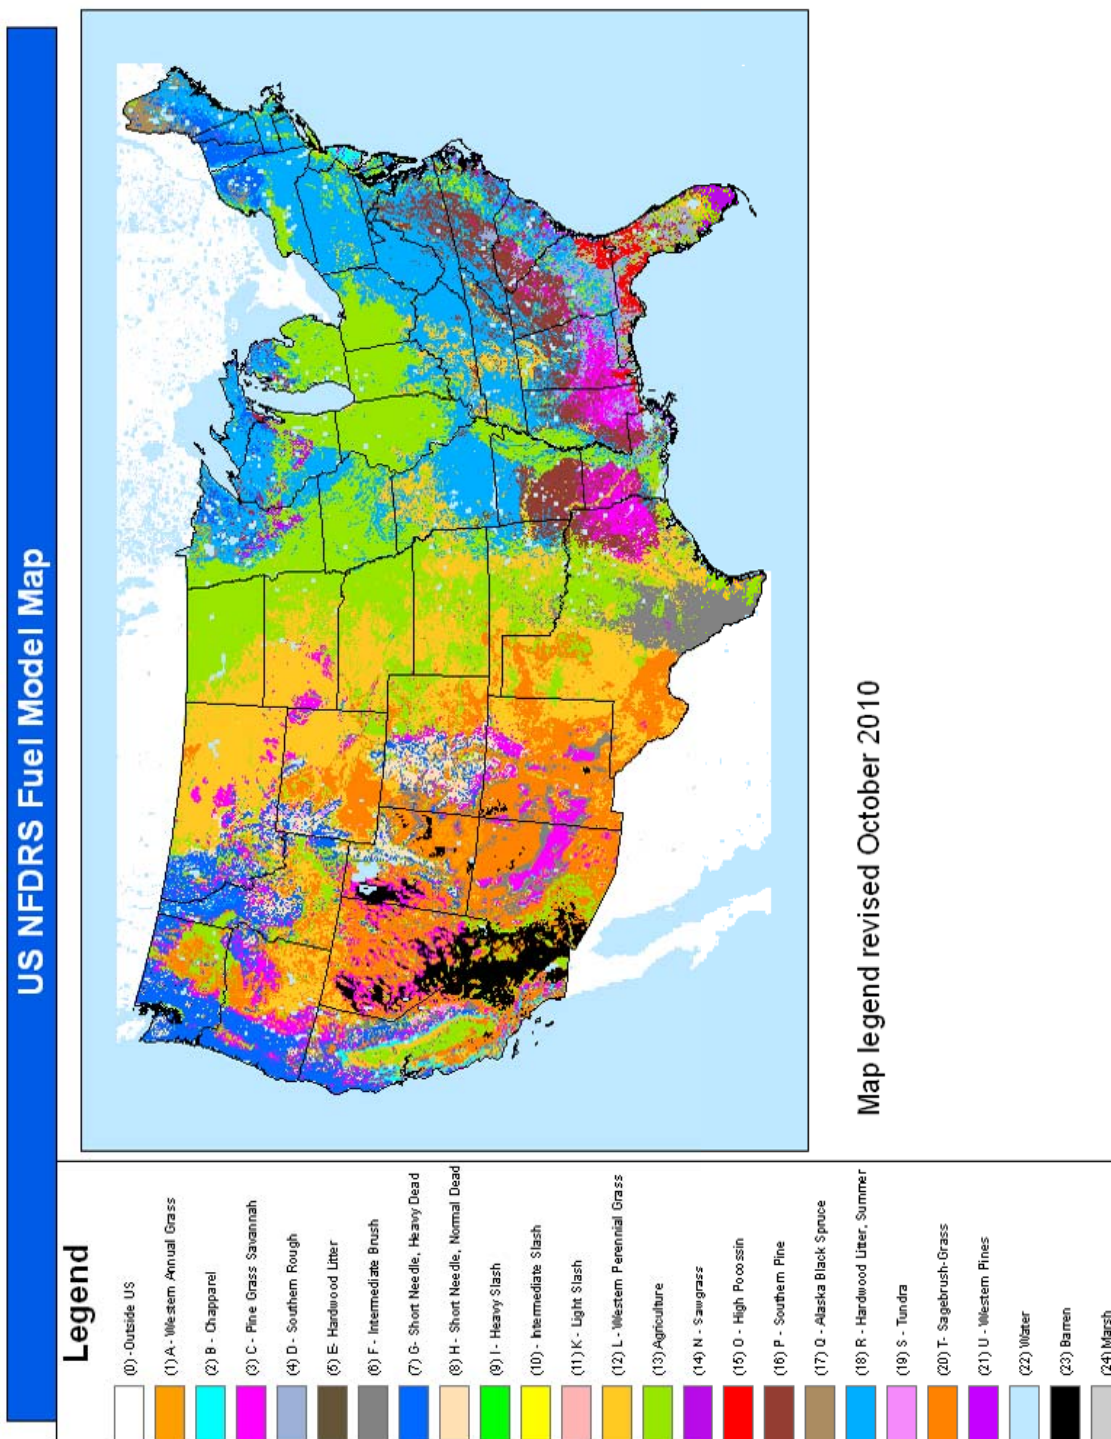 US NFDRS Fuel Model Map
Legend
(0) -Outside US
(1) A - Western Annual Grass
(2) B - Chapparel
(3) C - Pine Grass Savannah
(4) D - Southern Rough
(5) E- Hardwood Litter
(6) F - Intermediate Brush
(7) G- Short Needle, Heavy Dead
(8) H - Short Needle, Normal Dead
(9) I - Heavy Slash
(10)- Intermediate Slash
(11) K - Light Slash
(12) L - Western Perennial Grass
(13) Agriculture
(14) N - Sawgrass
(15) O - High Pocossin
(16) P - Southern Pine
(17) Q - Alaska Black Spruce
(18) R - Hardwood Litter, Summer
(19) S - Tundra
(20) T- Sagebrush-Grass
(21) U - Western Pines
(22) Water
(23) Barren
(24) Marsh
Map legend revised October 2010